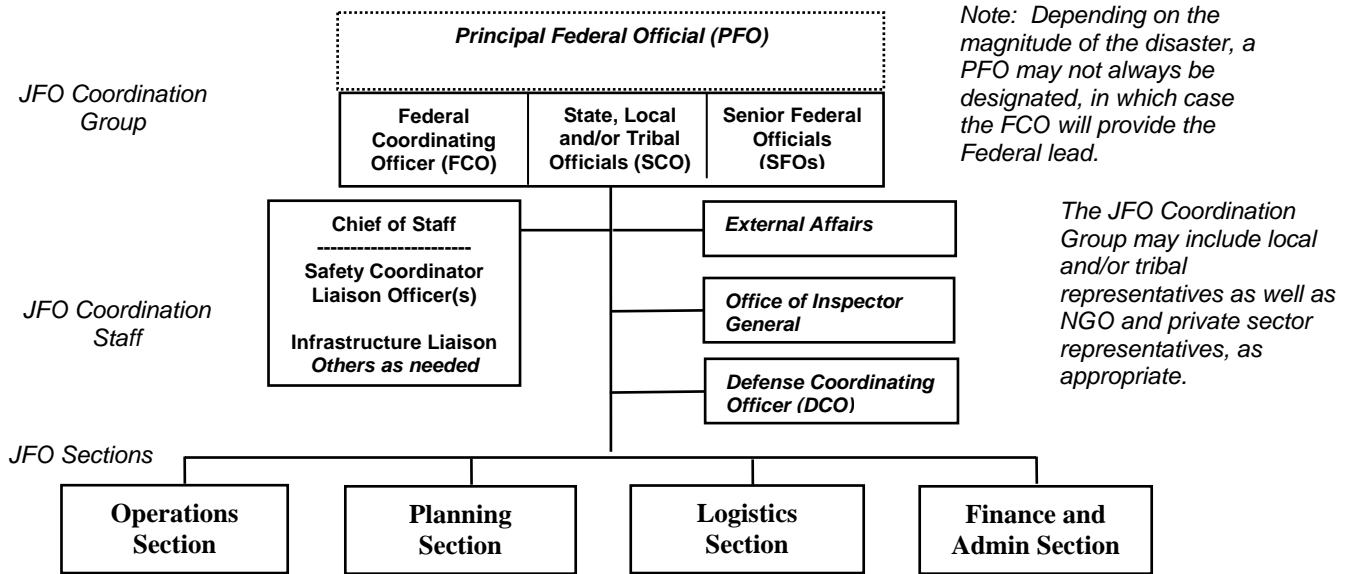 Principal Federal Official (PFO)
Note: Depending on the
magnitude of the disaster, a
PFO may not always be
designated, in which case
the FCO will provide the
Federal lead.
JFO Coordination
Group
Federal
Coordinating
Officer (FCO)
State, Local
and/or Tribal
Officials (SCO)
Senior Federal
Officials
(SFOs)
The JFO Coordination
Group may include local
and/or tribal
representatives as well as
NGO and private sector
representatives, as
appropriate.
JFO Coordination
Staff
Chief of Staff
-----------------------
Safety Coordinator
Liaison Officer(s)
Infrastructure Liaison
Others as needed
External Affairs
Office of Inspector
General
Defense Coordinating
Officer (DCO)
JFO Sections
Operations
Section
Planning
Section
Logistics
Section
Finance and
Admin Section